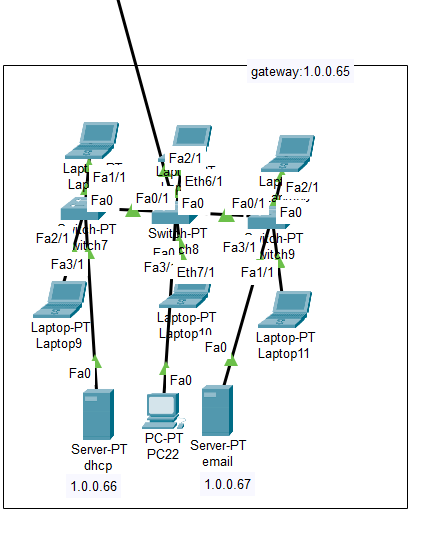 gateway:1.0.0.65
Fa2/1
Fa1/1
Eth6/1
Fa2/1
Fa0
Fa0/1
Fa0
Fa0/1
Fa0
Switch-PT
Fa2/1
Fa3/1
Fa3/1
Eth7/1
Fa1/1
Laptop-PT
Laptop9
Laptop-PT
Laptop10
Laptop-PT
Laptop11
Fa0
Fa0
Fa0
Server-PT
dhcp
PC-PT
PC22
Server-PT
email
1.0.0.66
1.0.0.67